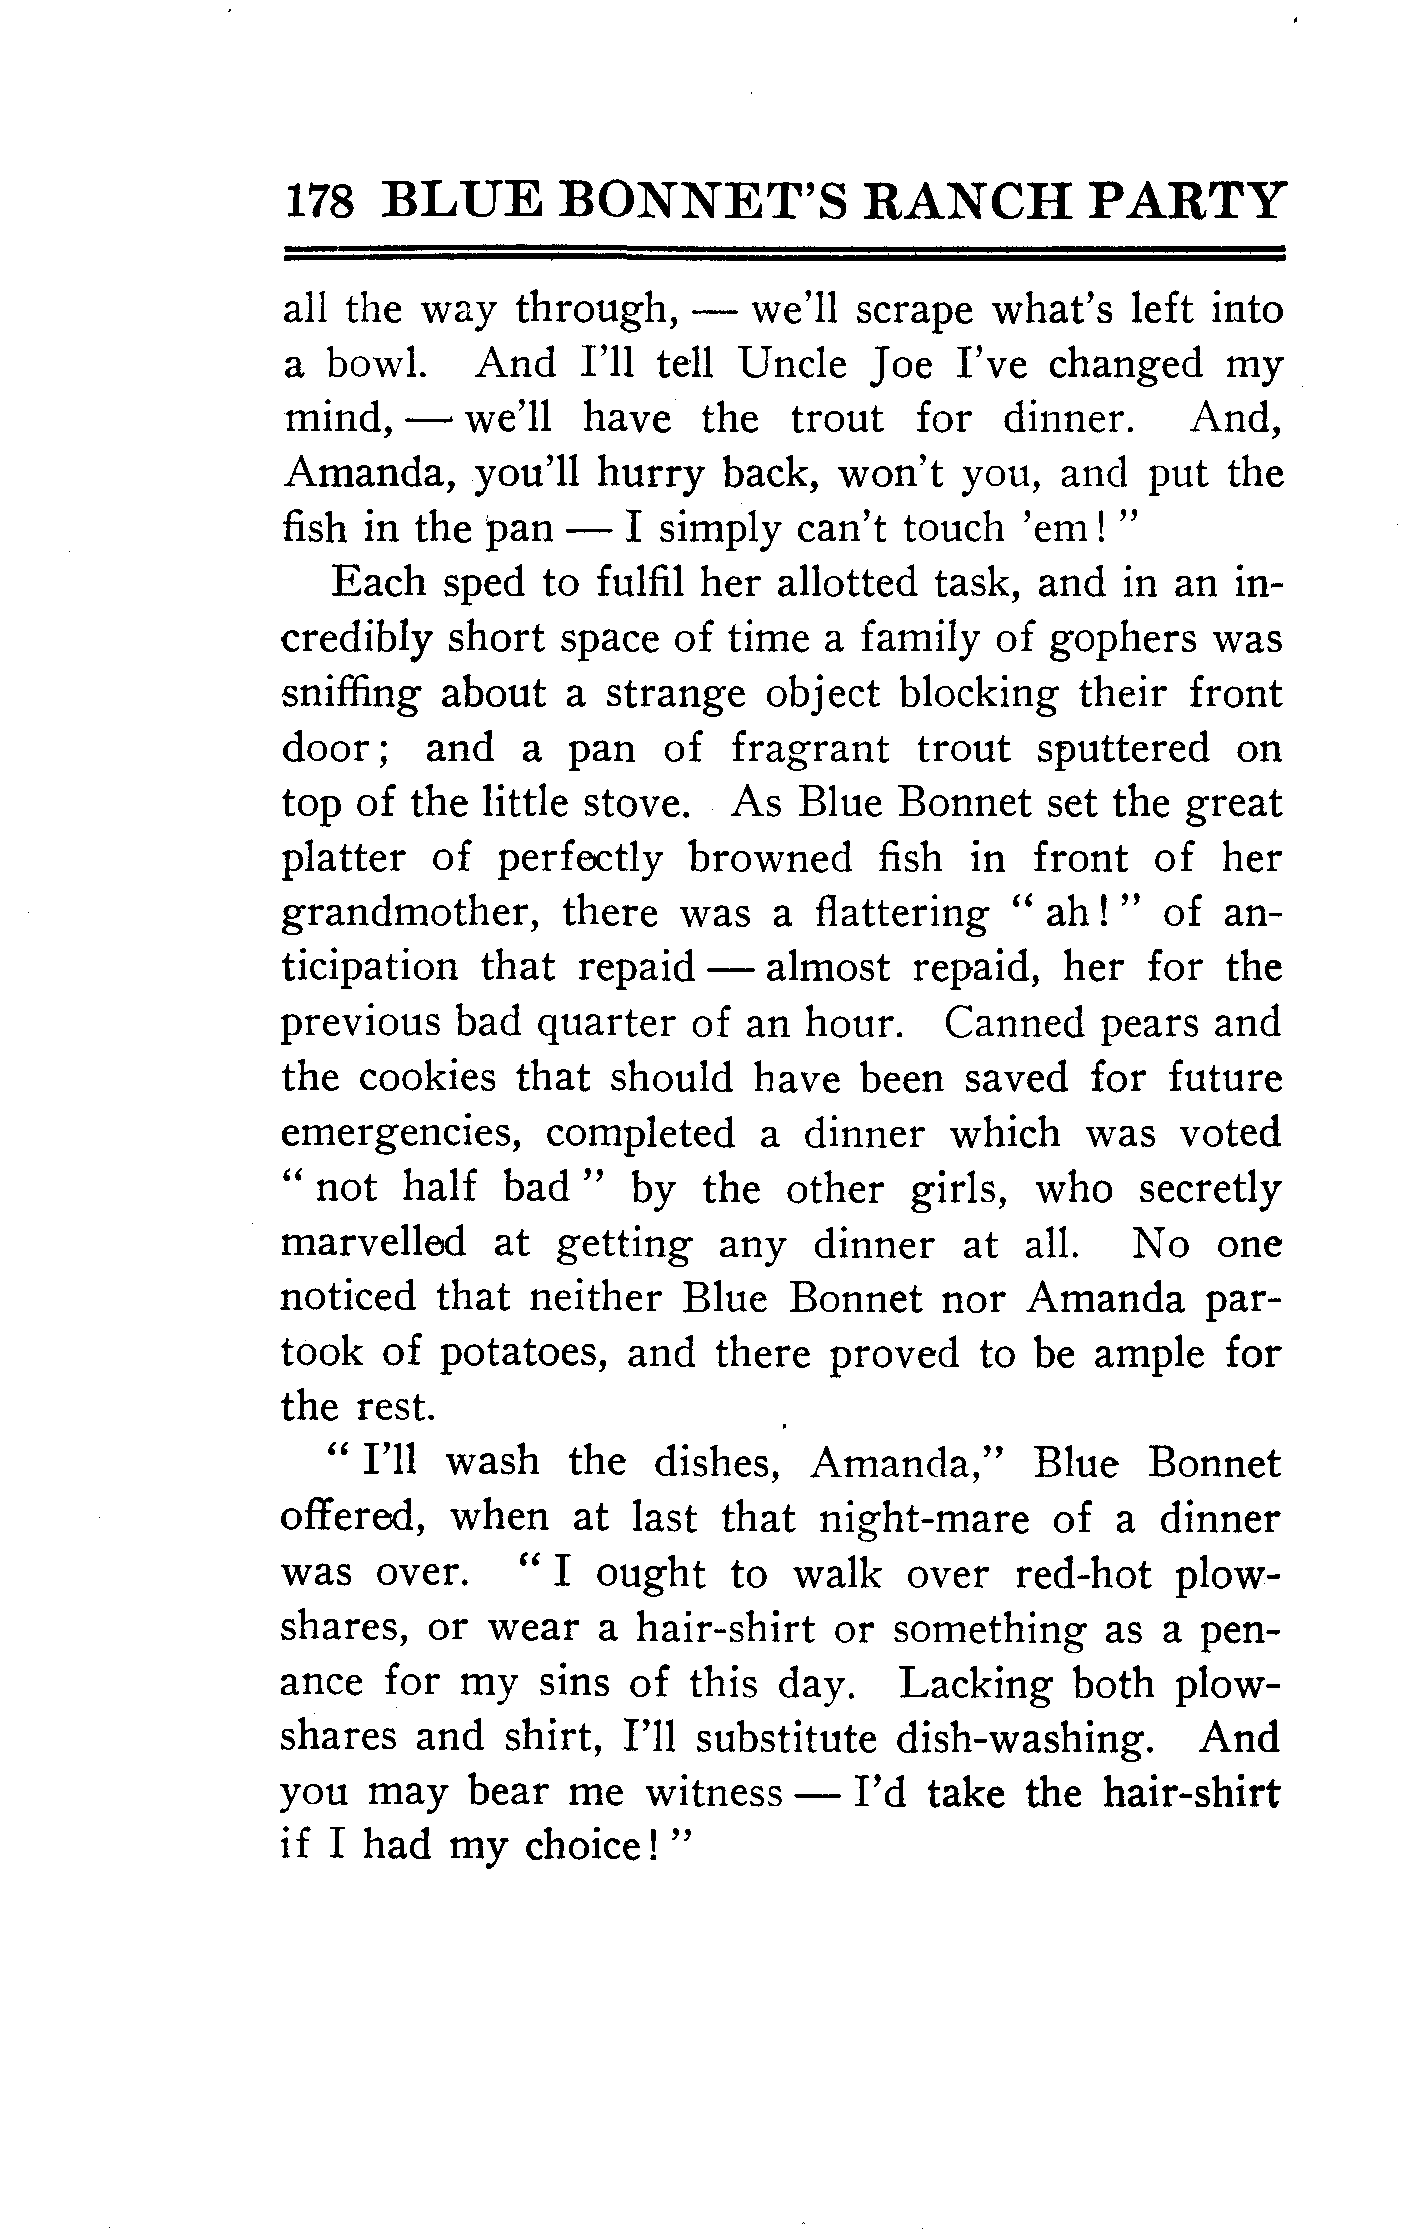 178 BLUE BONNET'S RANCH PARTY
all the way through, — we'll scrape what's left into
a bowl. And I'll tell Uncle Joe I've changed my
mind, — we'll have the trout for dinner. And,
Amanda, you'll hurry back, won't you, and put the
fish in the pan — I simply can't touch 'em! "
Each sped to fulfil her allotted task, and in an in-
credibly short space of time a family of gophers was
sniffing about a strange object blocking their front
door; and a pan of fragrant trout sputtered on
top of the little stove. As Blue Bonnet set the great
platter of perfectly browned fish in front of her
grandmother, there was a flattering " ah! " of an-
ticipation that repaid — almost repaid, her for the
previous bad quarter of an hour. Canned pears and
the cookies that should have been saved for future
emergencies, completed a dinner which was voted
" not half bad " by the other girls, who secretly
marvelled at getting any dinner at all. No one
noticed that neither Blue Bonnet nor Amanda par-
took of potatoes, and there proved to be ample for
the rest.
" I'll wash the dishes, Amanda," Blue Bonnet
offered, when at last that night-mare of a dinner
was over. " I ought to walk over red-hot plow-
shares, or wear a hair-shirt or something as a pen-
ance for my sins of this day. Lacking both plow-
shares and shirt, I'll substitute dish-washing. And
you may bear me witness — I'd take the hair-shirt
if I had my choice! "